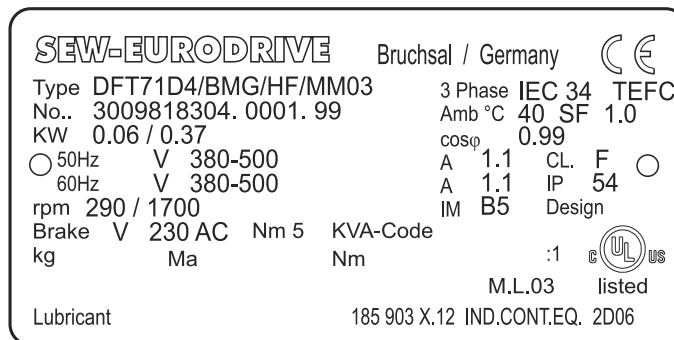 SEW-EURODRIVE Bruchsal / Germany CE
Type DFT71D4/BMG/HF/MM03 3 Phase IEC 34 TEFC
No.. 3009818304. 0001. 99 Amb °C 40 SF 1.0
KW 0.06 / 0.37 cosφ 0.99
50Hz V 380-500 A 1.1 CL. F
60Hz V 380-500 A 1.1 IP 54
rpm 290 / 1700 IM B5 Design
Brake V 230 AC Nm 5 KVA-Code
kg Ma Nm :1 C UL US
M.L.03 listed
Lubricant 185 903 X.12 IND.CONT.EQ. 2D06